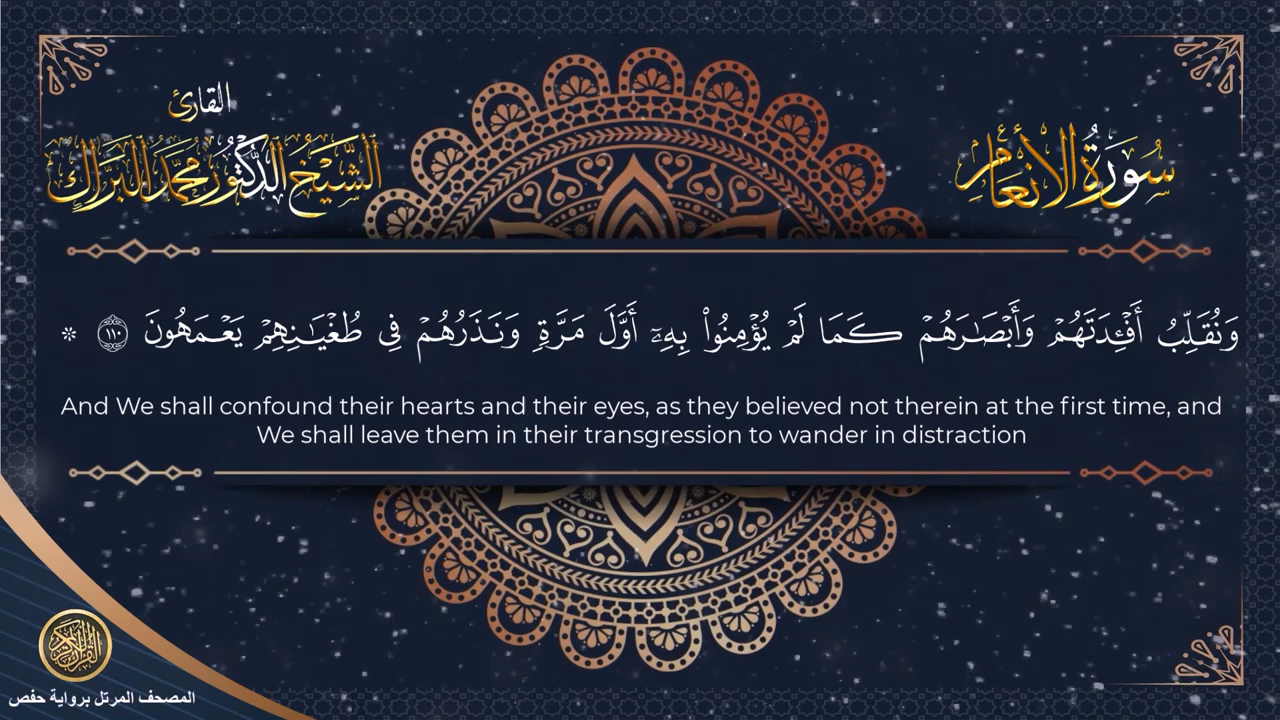 القارئ
الشيخ الدكتور محمد البراك
سورة الأنعام
وَنُقَلِّبُ أَفْـِٔدَتَهُمْ وَأَبْصَـٰرَهُمْ كَمَا لَمْ يُؤْمِنُوا۟ بِهِۦٓ أَوَّلَ مَرَّةٍ وَنَذَرُهُمْ فِى طُغْيَـٰنِهِمْ يَعْمَهُونَ ١١٠ *
And We shall confound their hearts and their eyes, as they believed not therein at the first time, and
We shall leave them in their transgression to wander in distraction
القرآن الكريم
المصحف المرتل برواية حفص